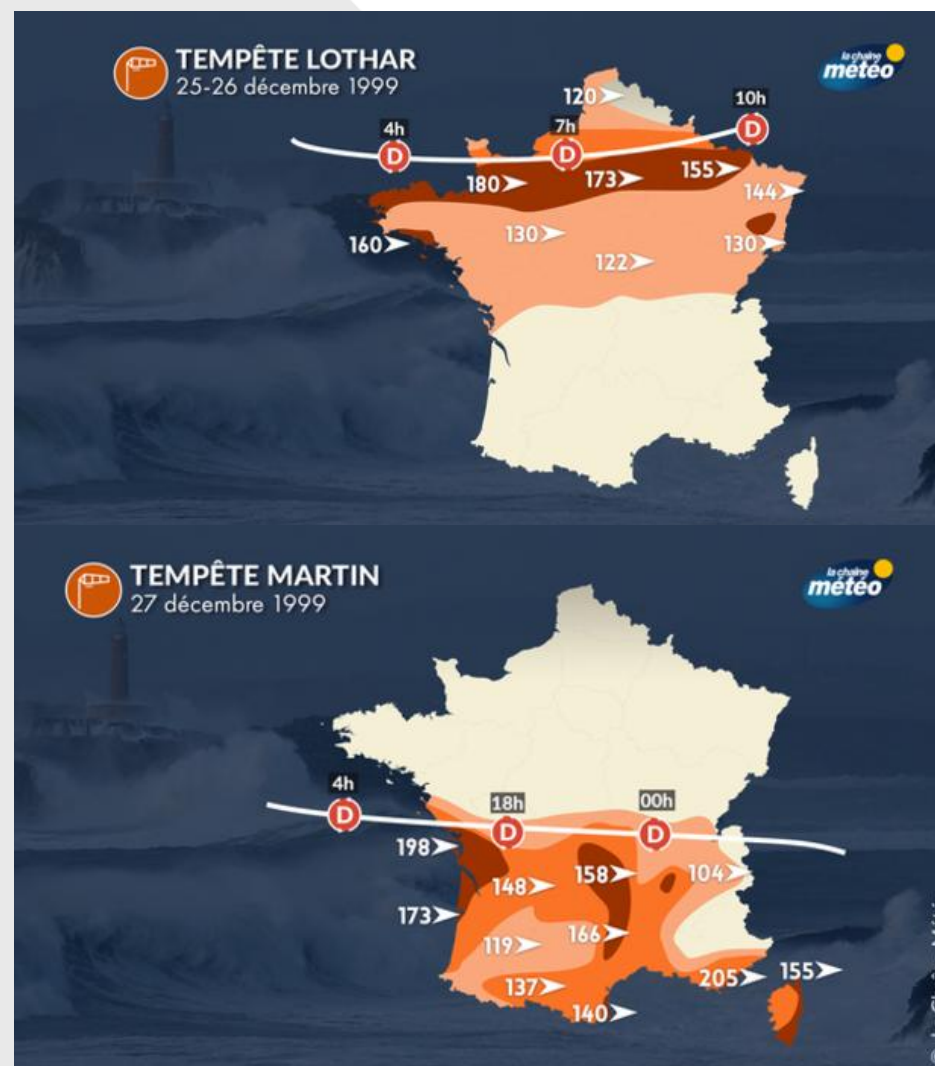 TEMPÊTE LOTHAR
25-26 décembre 1999
la chaîne
météo
120
4h
7h
10h
D
D
D
180
173
155
144
160
130
130
122
TEMPÊTE MARTIN
27 décembre 1999
la chaîne
météo
4h
18h
00h
D
D
D
198
158
104
148
173
166
119
205
155
137
140